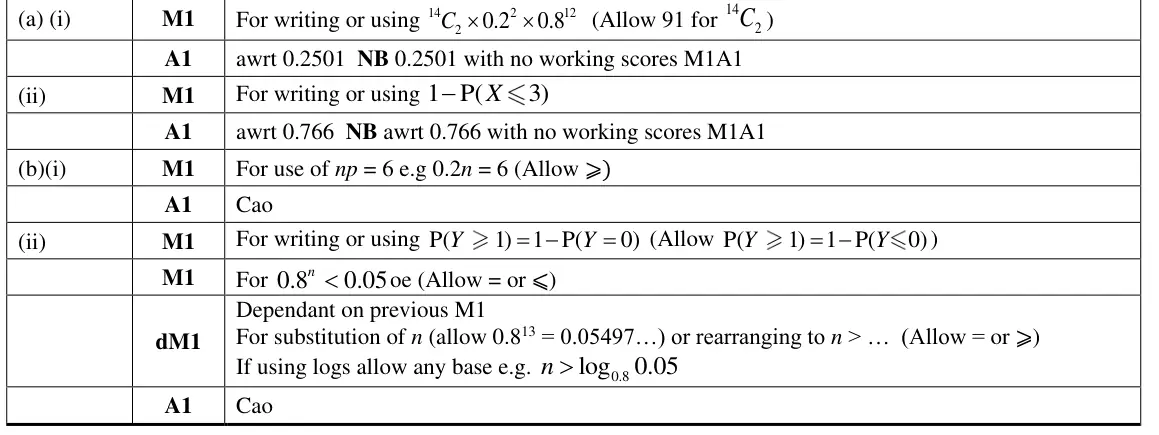 (a) (i) M1 For writing or using ¹⁴C₂ × 0.2² × 0.8¹² (Allow 91 for ¹⁴C₂ )
A1 awrt 0.2501 NB 0.2501 with no working scores M1A1
(ii) M1 For writing or using 1 − P(X ⩽ 3)
A1 awrt 0.766 NB awrt 0.766 with no working scores M1A1
(b)(i) M1 For use of np = 6 e.g 0.2n = 6 (Allow ⩾)
A1 Cao
(ii) M1 For writing or using P(Y ⩾ 1) = 1 − P(Y = 0) (Allow P(Y ⩾ 1) = 1 − P(Y⩽0) )
M1 For 0.8ⁿ < 0.05 oe (Allow = or ⩽)
Dependant on previous M1
dM1 For substitution of n (allow 0.8¹³ = 0.05497…) or rearranging to n > … (Allow = or ⩾)
If using logs allow any base e.g. n > log₀.₈ 0.05
A1 Cao